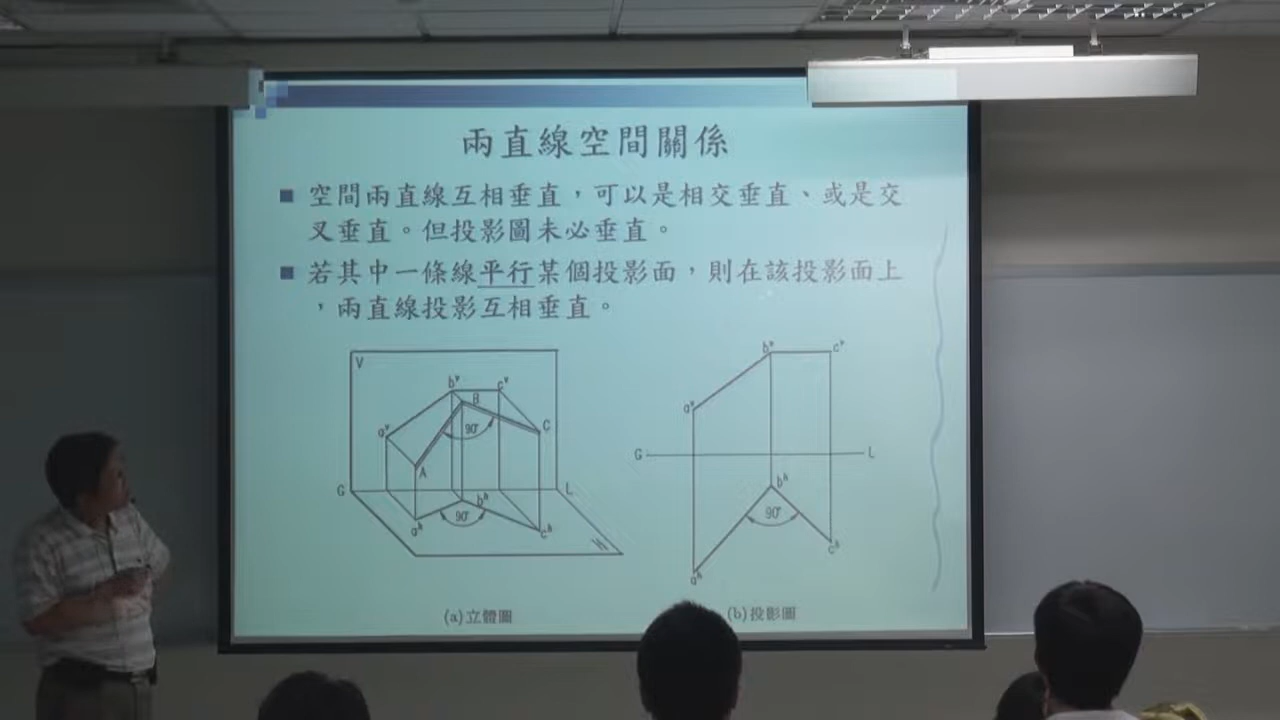 兩直線空間關係
空間兩直線互相垂直，可以是相交垂直、或是交
叉垂直。但投影圖未必垂直。
若其中一條線平行某個投影面，則在該投影面上
，兩直線投影互相垂直。
V
bᵛ
cᵛ
B
aᵛ
90°
C
A
G
L
bʰ
90°
aʰ
cʰ
H
(a)立體圖
bᵛ
cᵛ
aᵛ
G
L
bʰ
90°
cʰ
aʰ
(b)投影圖